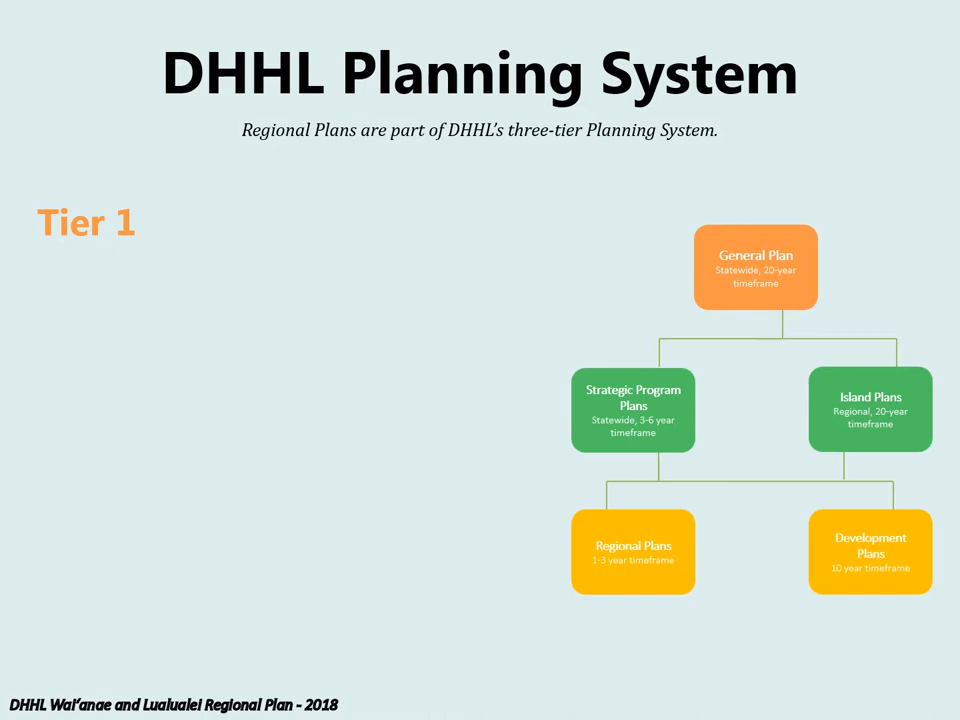 DHHL Planning System
Regional Plans are part of DHHL's three-tier Planning System.
Tier 1
General Plan
Statewide, 20-year
timeframe
Strategic Program
Plans
Statewide, 3-6 year
timeframe
Island Plans
Regional, 20-year
timeframe
Regional Plans
1-3 year timeframe
Development
Plans
10 year timeframe
DHHL Wai‘anae and Lualualei Regional Plan - 2018